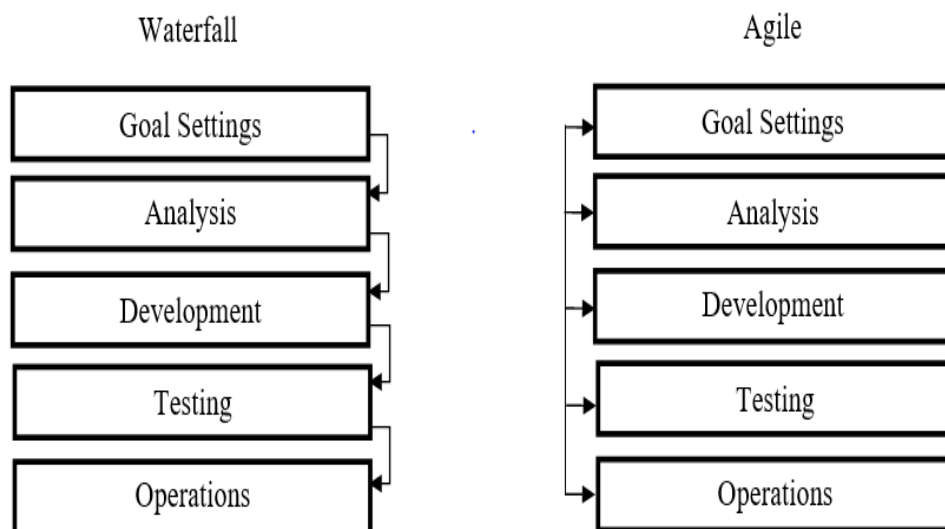 Waterfall
Goal Settings
Analysis
Development
Testing
Operations
Agile
Goal Settings
Analysis
Development
Testing
Operations